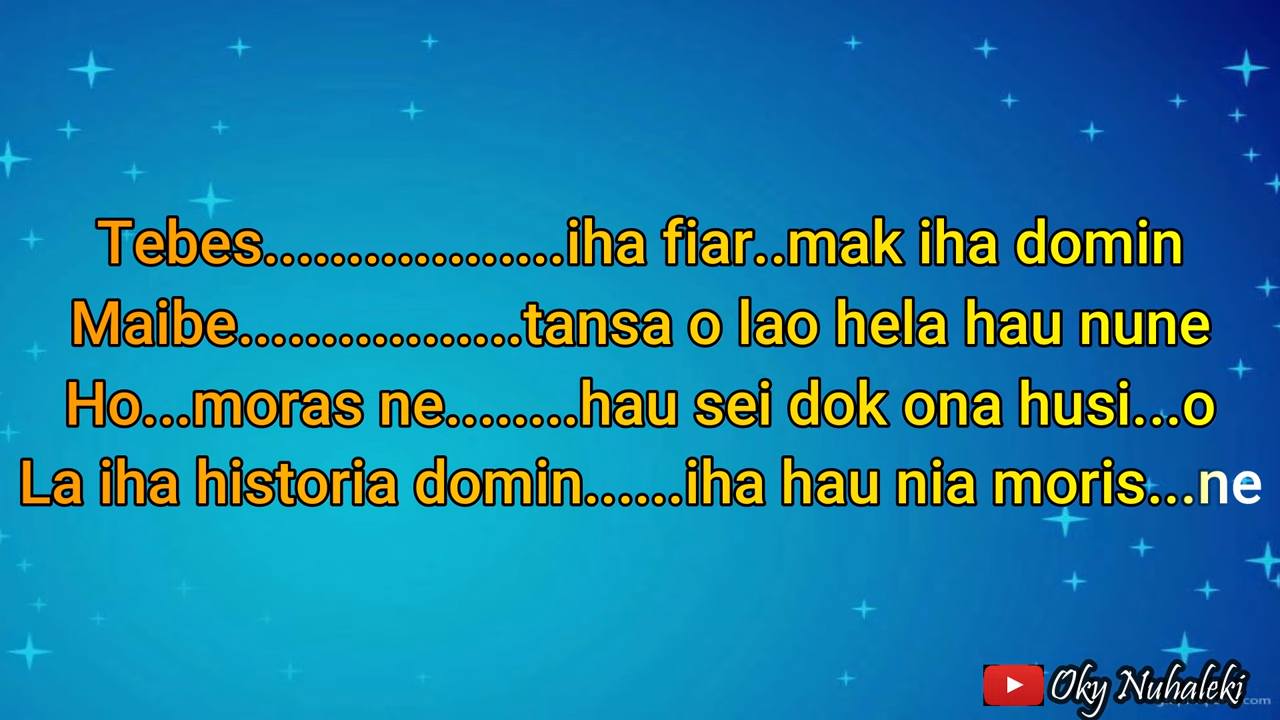 Tebes..................iha fiar..mak iha domin
Maibe.................tansa o lao hela hau nune
Ho...moras ne........hau sei dok ona husi...o
La iha historia domin......iha hau nia moris...ne
Oky Nuhaleki